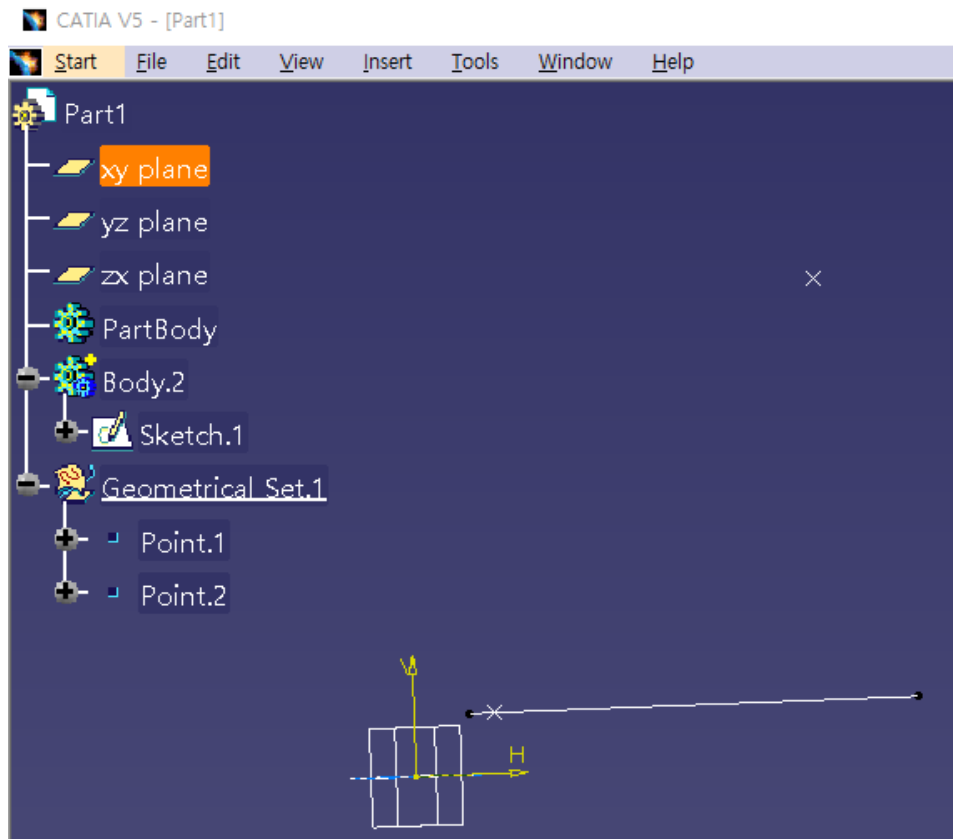 CATIA V5 - [Part1]
Start File Edit View Insert Tools Window Help
Part1
xy plane
yz plane
zx plane
PartBody
Body.2
Sketch.1
Geometrical Set.1
Point.1
Point.2
V
H